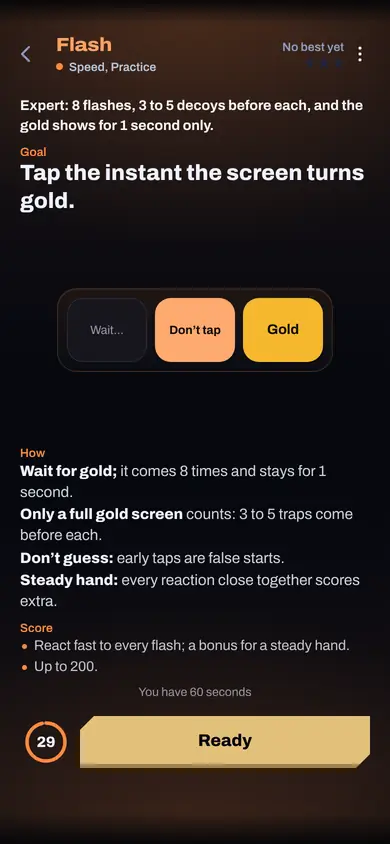 Flash
No best yet
Speed, Practice
Expert: 8 flashes, 3 to 5 decoys before each, and the
gold shows for 1 second only.
Goal
Tap the instant the screen turns
gold.
Wait...
Don't tap
Gold
How
Wait for gold; it comes 8 times and stays for 1
second.
Only a full gold screen counts: 3 to 5 traps come
before each.
Don't guess: early taps are false starts.
Steady hand: every reaction close together scores
extra.
Score
React fast to every flash; a bonus for a steady hand.
Up to 200.
You have 60 seconds
29
Ready